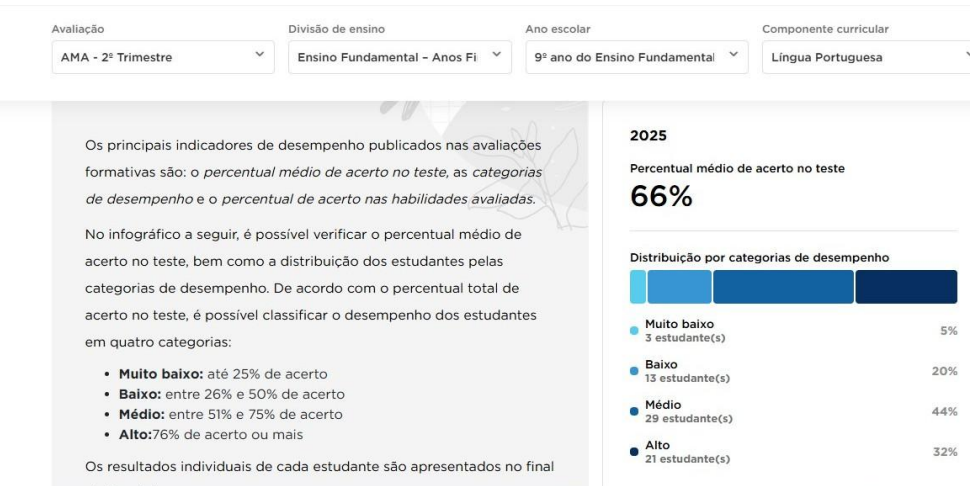 Avaliação
AMA - 2º Trimestre
Divisão de ensino
Ensino Fundamental – Anos Fi
Ano escolar
9º ano do Ensino Fundamental
Componente curricular
Língua Portuguesa
Os principais indicadores de desempenho publicados nas avaliações
formativas são: o percentual médio de acerto no teste, as categorias
de desempenho e o percentual de acerto nas habilidades avaliadas.
No infográfico a seguir, é possível verificar o percentual médio de
acerto no teste, bem como a distribuição dos estudantes pelas
categorias de desempenho. De acordo com o percentual total de
acerto no teste, é possível classificar o desempenho dos estudantes
em quatro categorias:
• Muito baixo: até 25% de acerto
• Baixo: entre 26% e 50% de acerto
• Médio: entre 51% e 75% de acerto
• Alto:76% de acerto ou mais
Os resultados individuais de cada estudante são apresentados no final
2025
Percentual médio de acerto no teste
66%
Distribuição por categorias de desempenho
Muito baixo
3 estudante(s)
5%
Baixo
13 estudante(s)
20%
Médio
29 estudante(s)
44%
Alto
21 estudante(s)
32%